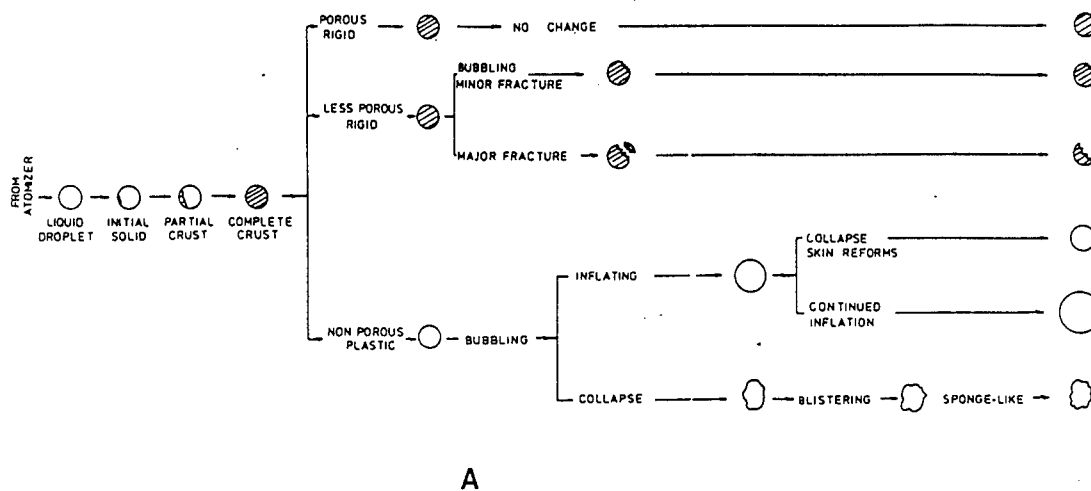 POROUS
RIGID
NO CHANGE
BUBBLING
MINOR FRACTURE
LESS POROUS
RIGID
MAJOR FRACTURE
FROM
ATOMIZER
LIQUID
DROPLET
INITIAL
SOLID
PARTIAL
CRUST
COMPLETE
CRUST
COLLAPSE
SKIN REFORMS
INFLATING
CONTINUED
INFLATION
NON POROUS
PLASTIC
BUBBLING
COLLAPSE
BLISTERING
SPONGE-LIKE
A